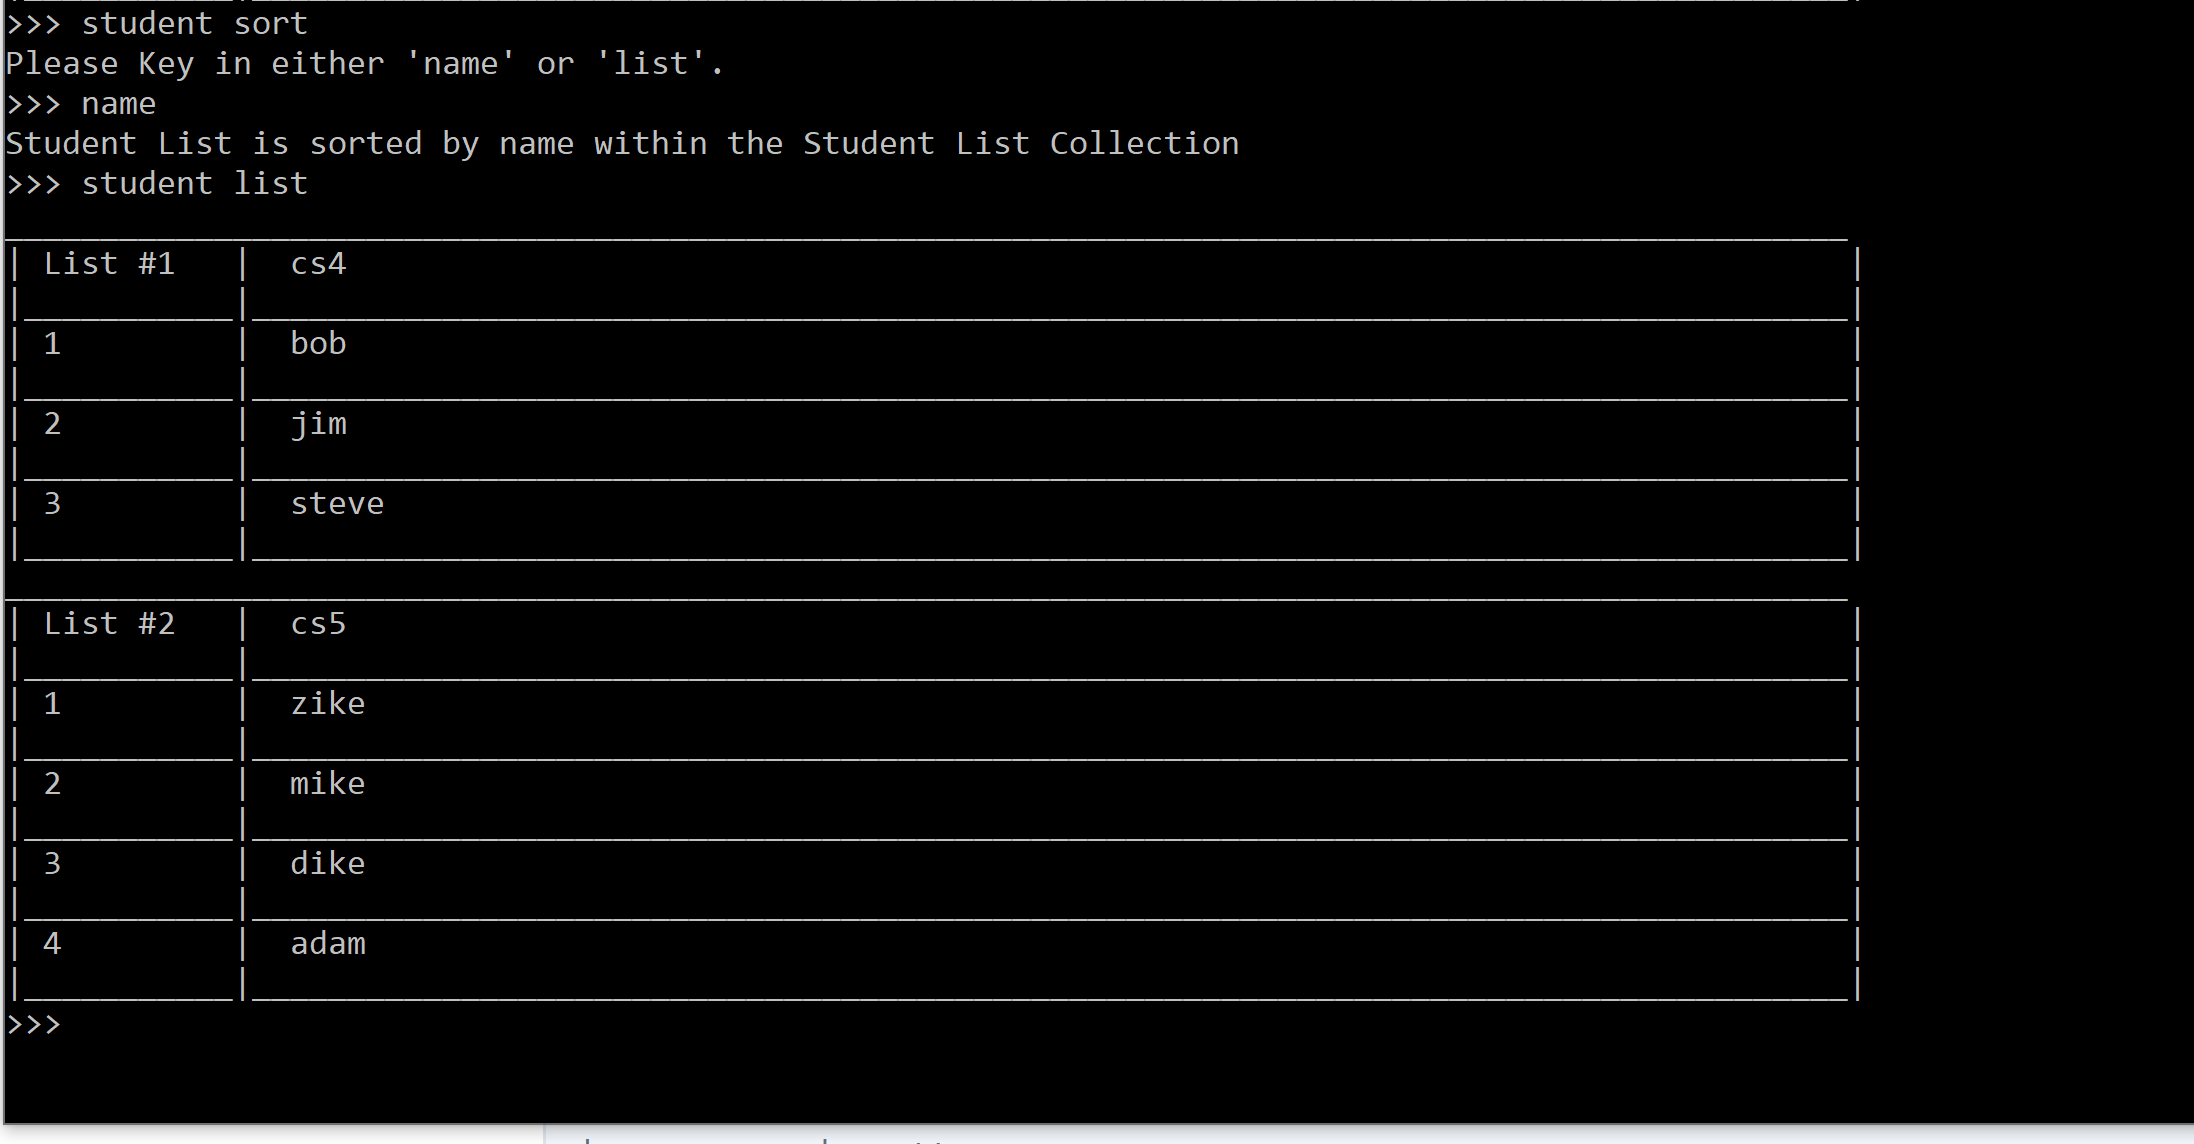 >>> student sort
Please Key in either 'name' or 'list'.
>>> name
Student List is sorted by name within the Student List Collection
>>> student list
| List #1 | cs4 |
| 1 | bob |
| 2 | jim |
| 3 | steve |
| List #2 | cs5 |
| 1 | zike |
| 2 | mike |
| 3 | dike |
| 4 | adam |
>>>